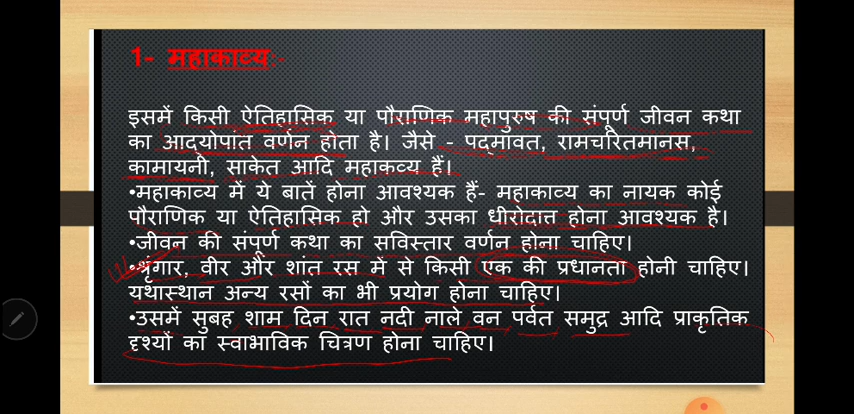 1- महाकाव्य:-
इसमें किसी ऐतिहासिक या पौराणिक महापुरुष की संपूर्ण जीवन कथा
का आद्योपांत वर्णन होता है। जैसे - पद्मावत, रामचरितमानस,
कामायनी, साकेत आदि महाकव्य हैं।
•महाकाव्य में ये बातें होना आवश्यक हैं- महाकाव्य का नायक कोई
पौराणिक या ऐतिहासिक हो और उसका धीरोदात्त होना आवश्यक है।
•जीवन की संपूर्ण कथा का सविस्तार वर्णन होना चाहिए।
•श्रृंगार, वीर और शांत रस में से किसी एक की प्रधानता होनी चाहिए।
यथास्थान अन्य रसों का भी प्रयोग होना चाहिए।
•उसमें सुबह शाम दिन रात नदी नाले वन पर्वत समुद्र आदि प्राकृतिक
दृश्यों का स्वाभाविक चित्रण होना चाहिए।